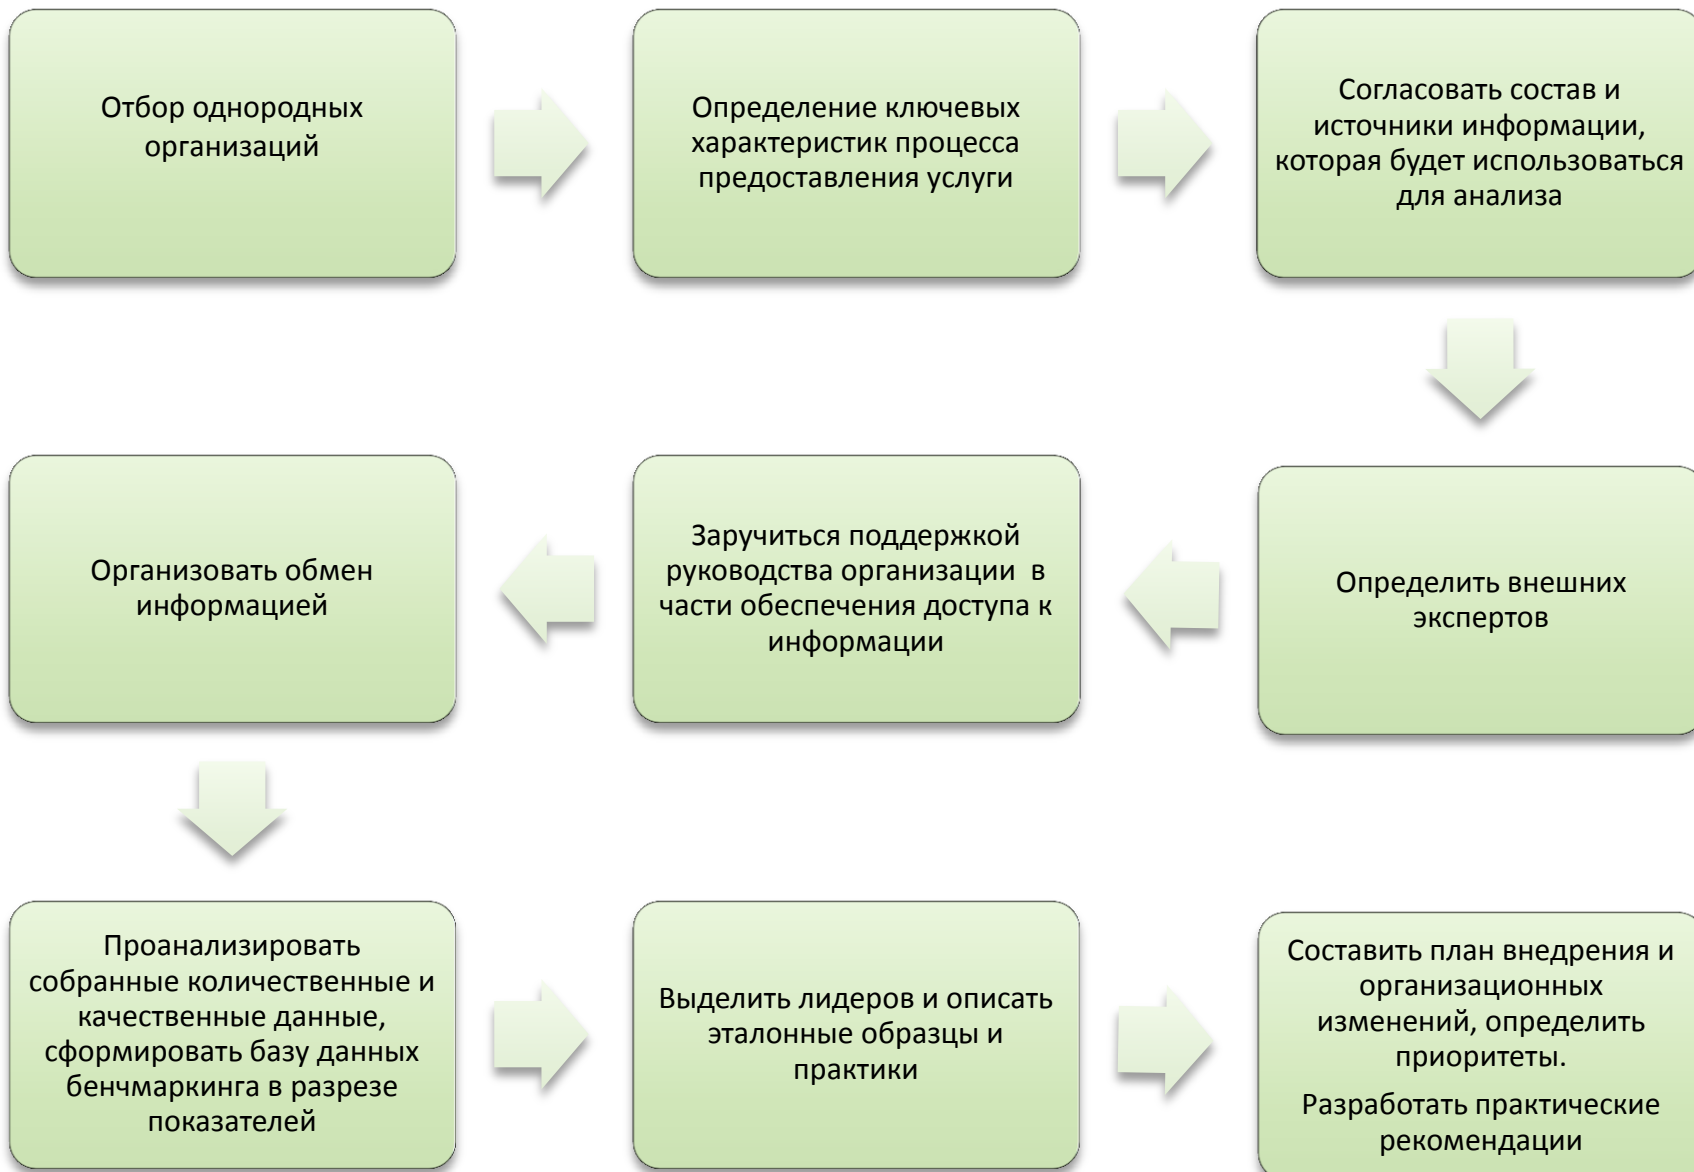 Отбор однородных
организаций
Определение ключевых
характеристик процесса
предоставления услуги
Согласовать состав и
источники информации,
которая будет использоваться
для анализа
Определить внешних
экспертов
Заручиться поддержкой
руководства организации в
части обеспечения доступа к
информации
Организовать обмен
информацией
Проанализировать
собранные количественные и
качественные данные,
сформировать базу данных
бенчмаркинга в разрезе
показателей
Выделить лидеров и описать
эталонные образцы и
практики
Составить план внедрения и
организационных
изменений, определить
приоритеты.
Разработать практические
рекомендации